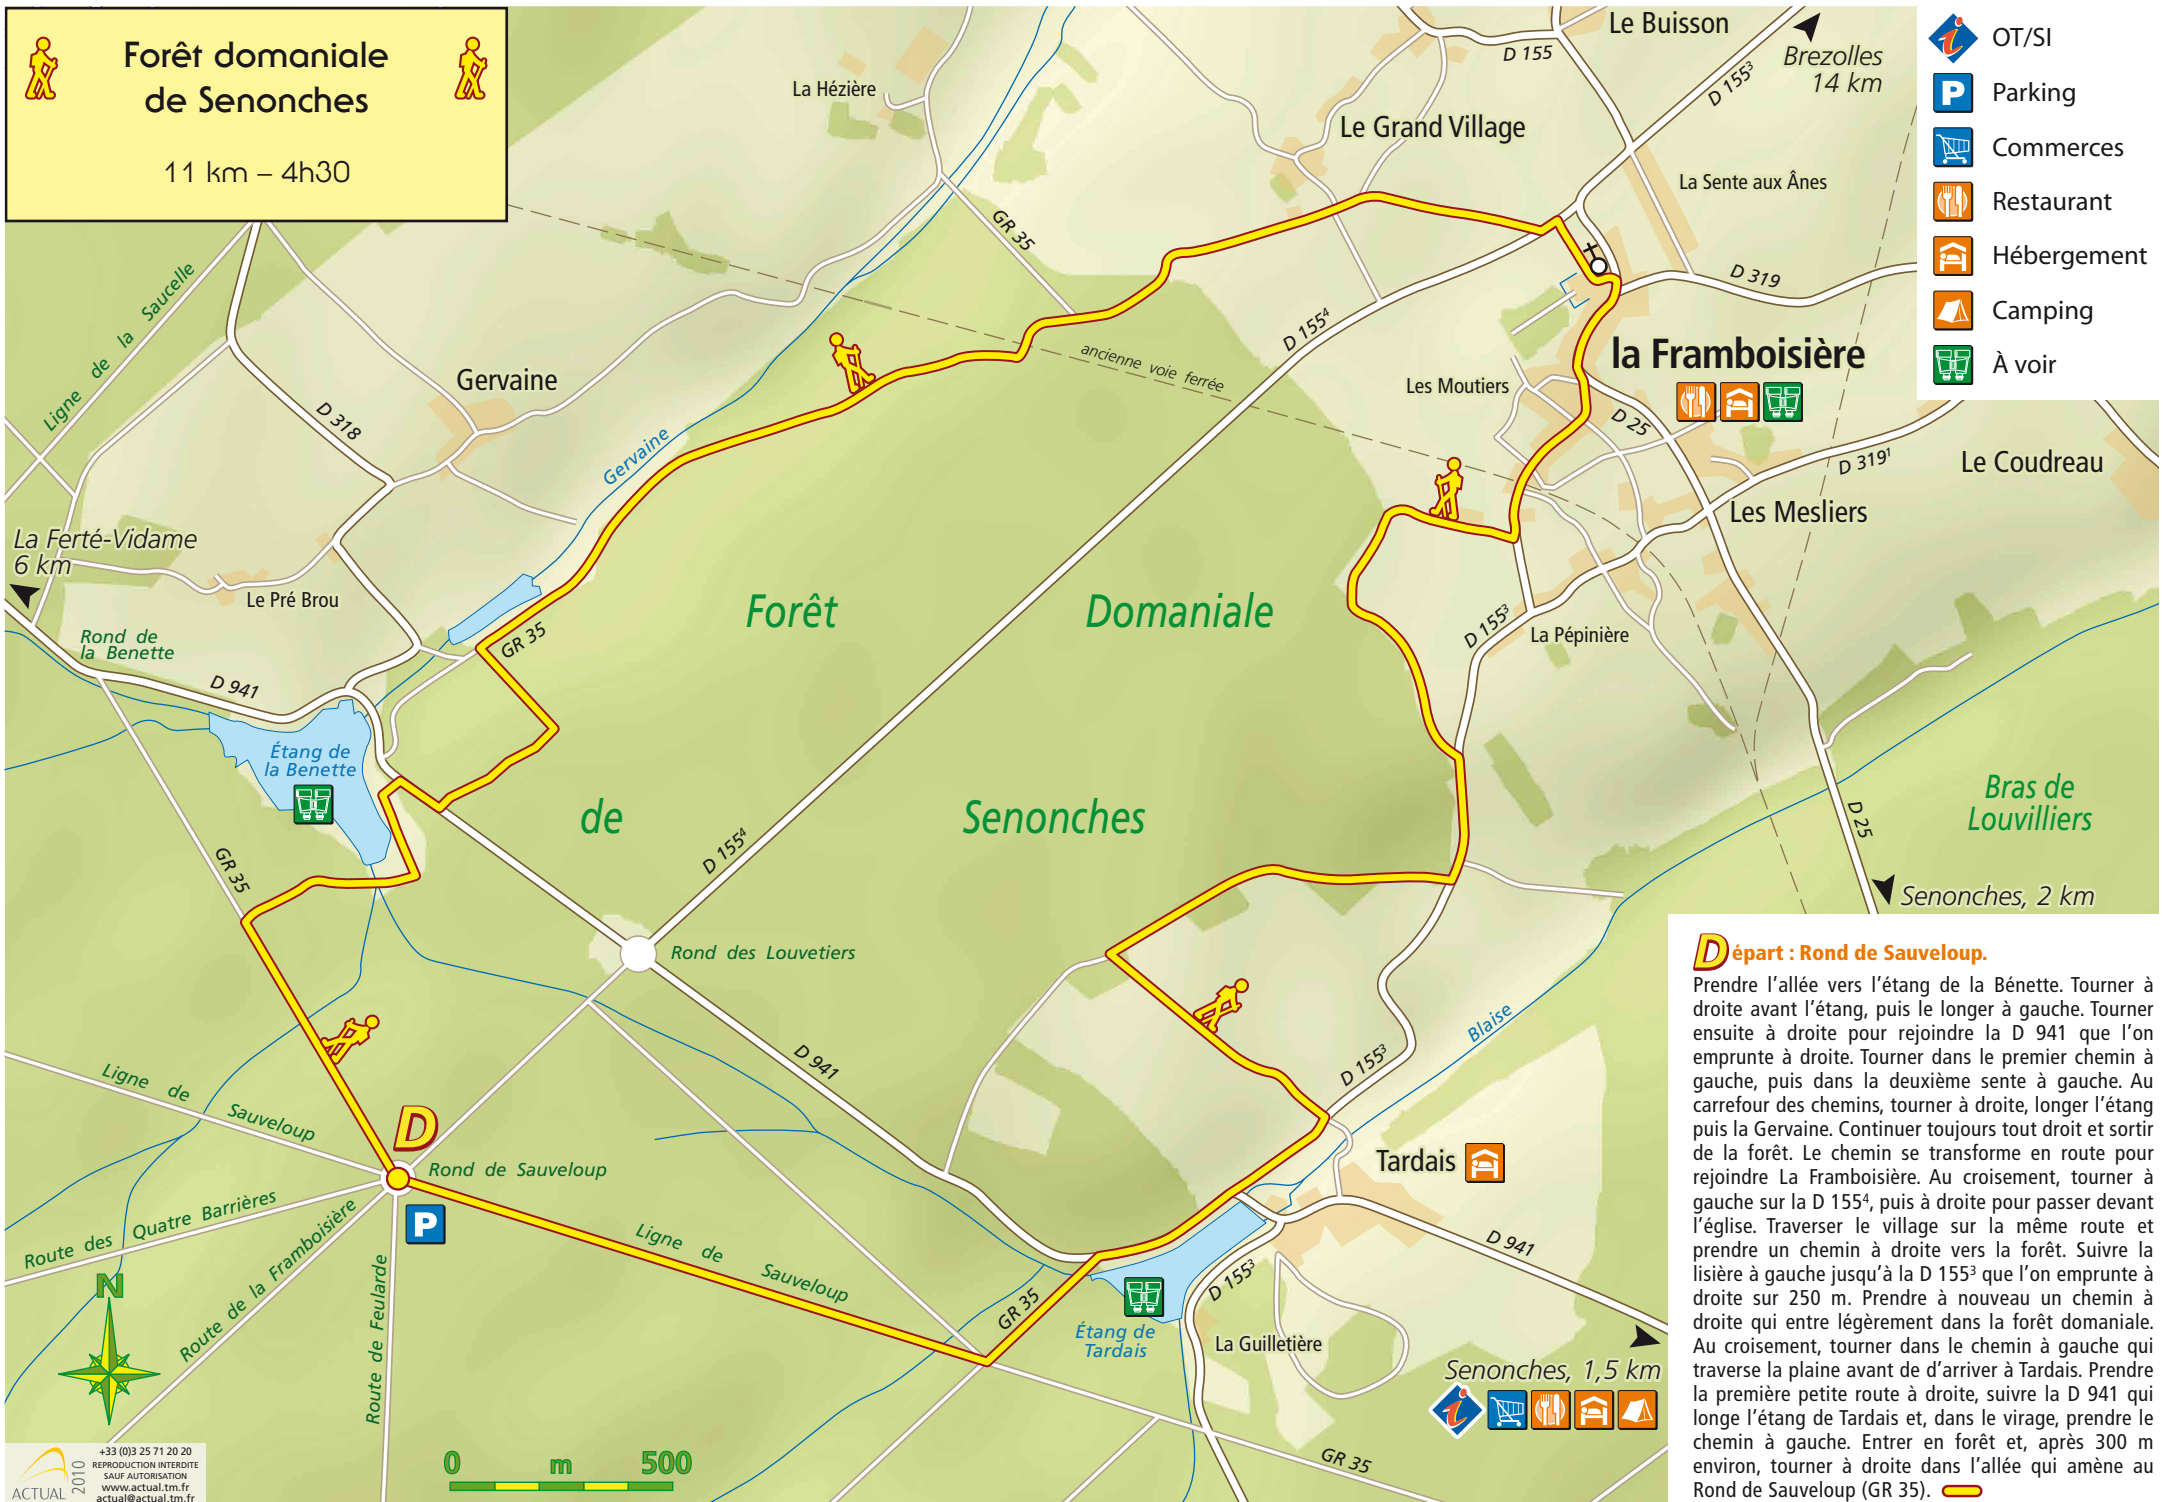 Forêt domaniale
de Senonches
11 km – 4h30
OT/SI
Parking
Commerces
Restaurant
Hébergement
Camping
À voir
Le Buisson
D 155
Brezolles
14 km
D 155³
La Hézière
Le Grand Village
La Sente aux Ânes
GR 35
D 319
Ligne de la Saucelle
D 155⁴
ancienne voie ferrée
la Framboisière
Gervaine
Les Moutiers
D 318
Gervaine
D 25
D 319¹
Le Coudreau
Les Mesliers
La Ferté-Vidame
6 km
Le Pré Brou
Forêt
Domaniale
Rond de
la Benette
GR 35
D 155³
La Pépinière
D 941
Étang de
la Benette
de
Senonches
Bras de
Louvilliers
D 25
D 155⁴
GR 35
Senonches, 2 km
Rond des Louvetiers
Blaise
D 941
D 155³
Ligne de Sauveloup
D
Rond de Sauveloup
Tardais
P
Route des Quatre Barrières
Route de la Framboisière
Route de Feularde
Ligne de Sauveloup
D 941
D 155³
GR 35
Étang de
Tardais
La Guilletière
N
Senonches, 1,5 km
GR 35
0 m 500
ACTUAL
2010
+33 (0)3 25 71 20 20
REPRODUCTION INTERDITE
SAUF AUTORISATION
www.actual.tm.fr
actual@actual.tm.fr
Départ : Rond de Sauveloup.
Prendre l'allée vers l'étang de la Bénette. Tourner à
droite avant l'étang, puis le longer à gauche. Tourner
ensuite à droite pour rejoindre la D 941 que l'on
emprunte à droite. Tourner dans le premier chemin à
gauche, puis dans la deuxième sente à gauche. Au
carrefour des chemins, tourner à droite, longer l'étang
puis la Gervaine. Continuer toujours tout droit et sortir
de la forêt. Le chemin se transforme en route pour
rejoindre La Framboisière. Au croisement, tourner à
gauche sur la D 155⁴, puis à droite pour passer devant
l'église. Traverser le village sur la même route et
prendre un chemin à droite vers la forêt. Suivre la
lisière à gauche jusqu'à la D 155³ que l'on emprunte à
droite sur 250 m. Prendre à nouveau un chemin à
droite qui entre légèrement dans la forêt domaniale.
Au croisement, tourner dans le chemin à gauche qui
traverse la plaine avant de d'arriver à Tardais. Prendre
la première petite route à droite, suivre la D 941 qui
longe l'étang de Tardais et, dans le virage, prendre le
chemin à gauche. Entrer en forêt et, après 300 m
environ, tourner à droite dans l'allée qui amène au
Rond de Sauveloup (GR 35).